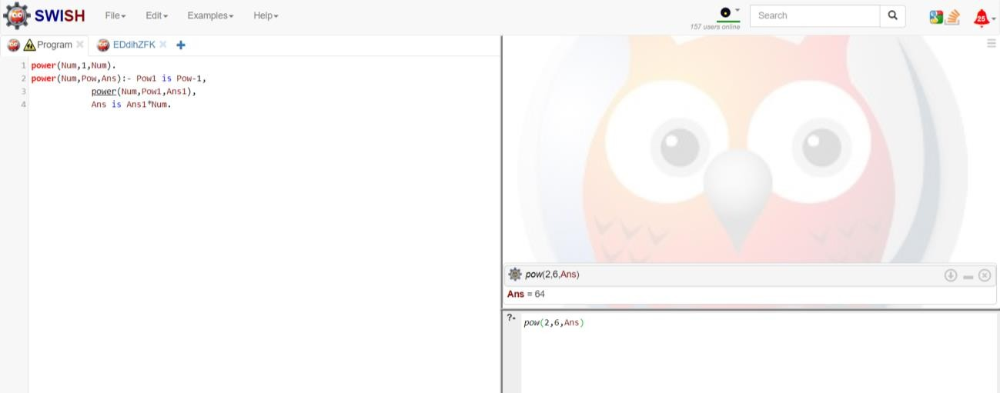 SWISH File Edit Examples Help 157 users online Search 25
Program EDdihZFK
1 power(Num,1,Num).
2 power(Num,Pow,Ans):- Pow1 is Pow-1,
3 power(Num,Pow1,Ans1),
4 Ans is Ans1*Num.
pow(2,6,Ans)
Ans = 64
?- pow(2,6,Ans)